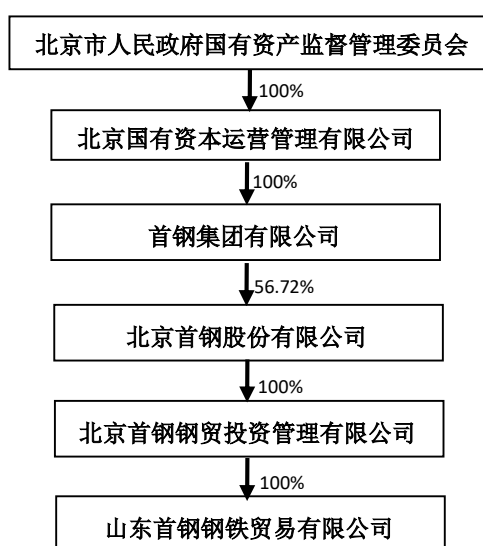 北京市人民政府国有资产监督管理委员会
100%
北京国有资本运营管理有限公司
100%
首钢集团有限公司
56.72%
北京首钢股份有限公司
100%
北京首钢钢贸投资管理有限公司
100%
山东首钢钢铁贸易有限公司